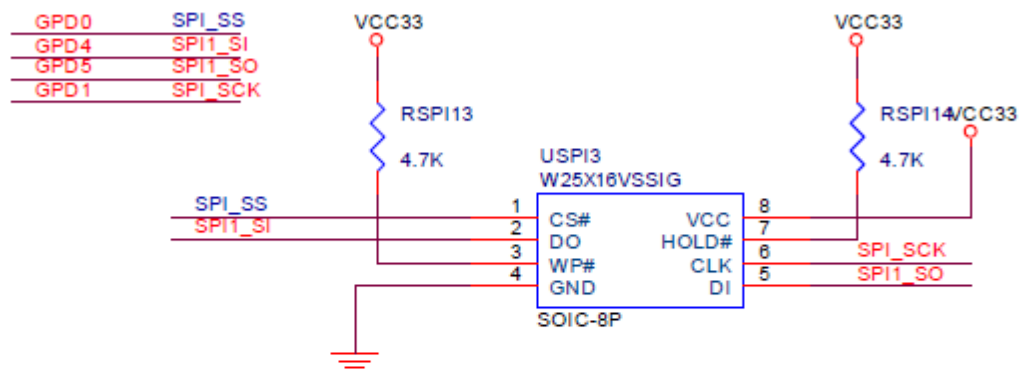 GPD0 SPI_SS
GPD4 SPI1_SI
GPD5 SPI1_SO
GPD1 SPI_SCK
VCC33 VCC33
RSPI13 RSPI14 VCC33
4.7K 4.7K
USPI3
W25X16VSSIG
SPI_SS 1 CS# VCC 8
SPI1_SI 2 DO HOLD# 7
3 WP# CLK 6 SPI_SCK
4 GND DI 5 SPI1_SO
SOIC-8P